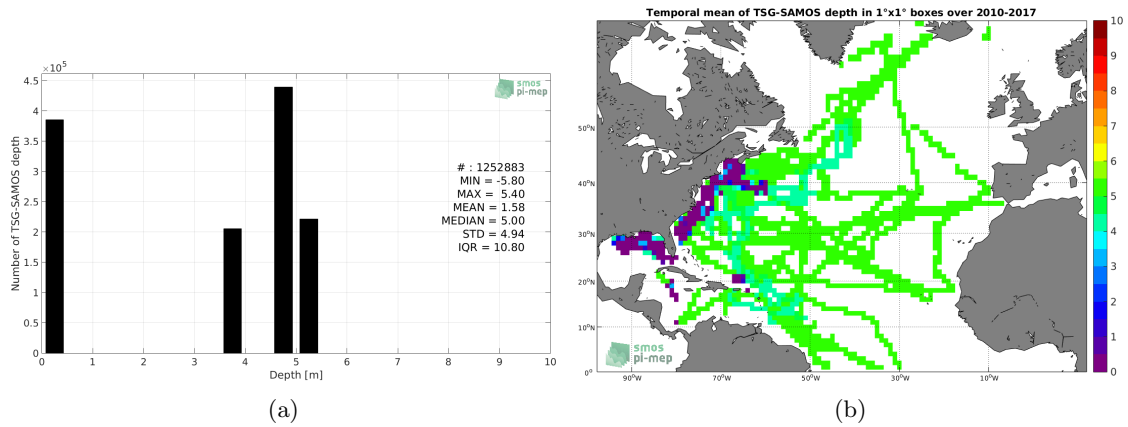 Temporal mean of TSG-SAMOS depth in 1°x1° boxes over 2010-2017
×10⁵
4.5
4
3.5
3
2.5
2
1.5
1
0.5
0
Number of TSG-SAMOS depth
smos
pi-mep
# : 1252883
MIN = -5.80
MAX = 5.40
MEAN = 1.58
MEDIAN = 5.00
STD = 4.94
IQR = 10.80
0 1 2 3 4 5 6 7 8 9 10
Depth [m]
(a)
50°N
40°N
30°N
20°N
10°N
0°
90°W 70°W 50°W 30°W 10°W
smos
pi-mep
10
9
8
7
6
5
4
3
2
1
0
(b)